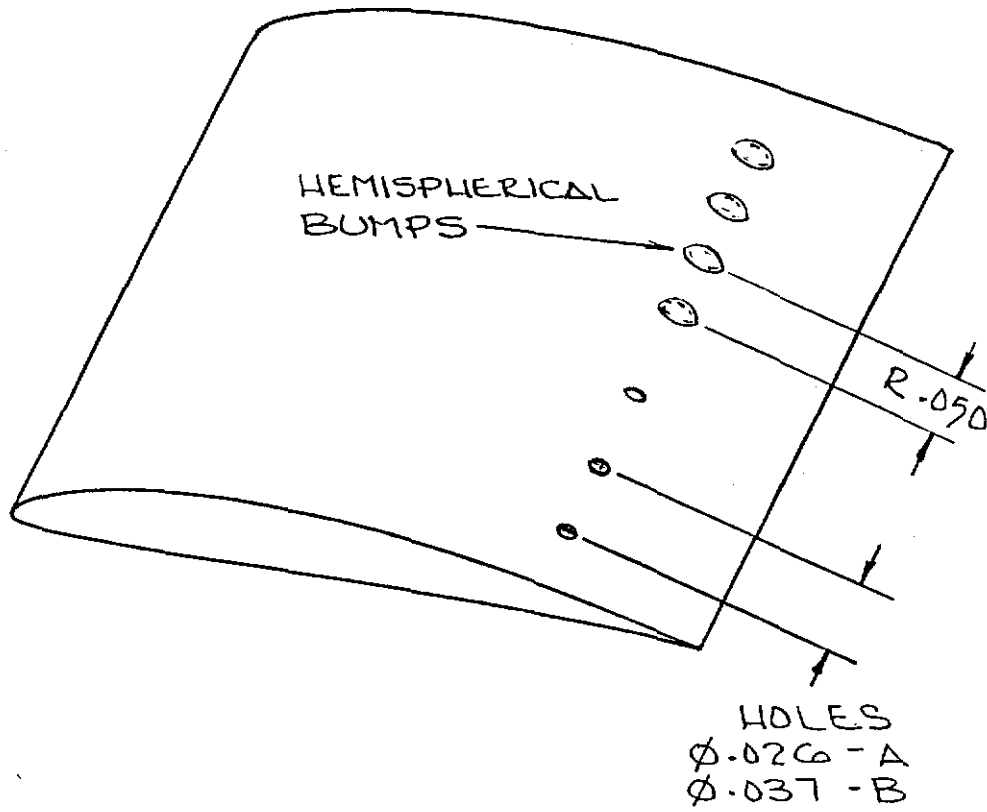 HEMISPHERICAL
BUMPS
R.050
HOLES
Ø.026 - A
Ø.037 - B